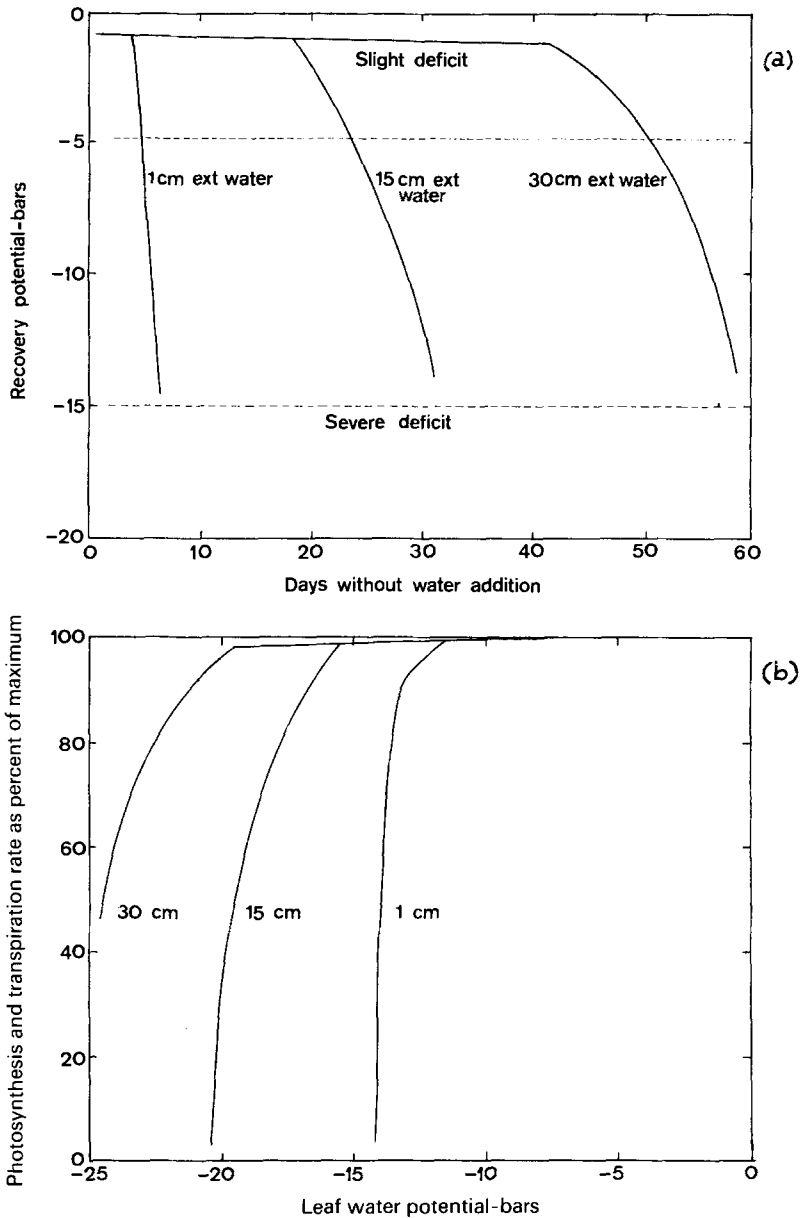 0
(a)
Slight deficit
-5
1cm ext water
15cm ext
water
30cm ext water
-10
-15
Severe deficit
-20
0 10 20 30 40 50 60
Recovery potential-bars
Days without water addition
100
(b)
80
60
30 cm 15 cm 1 cm
40
20
0
-25 -20 -15 -10 -5 0
Photosynthesis and transpiration rate as percent of maximum
Leaf water potential-bars